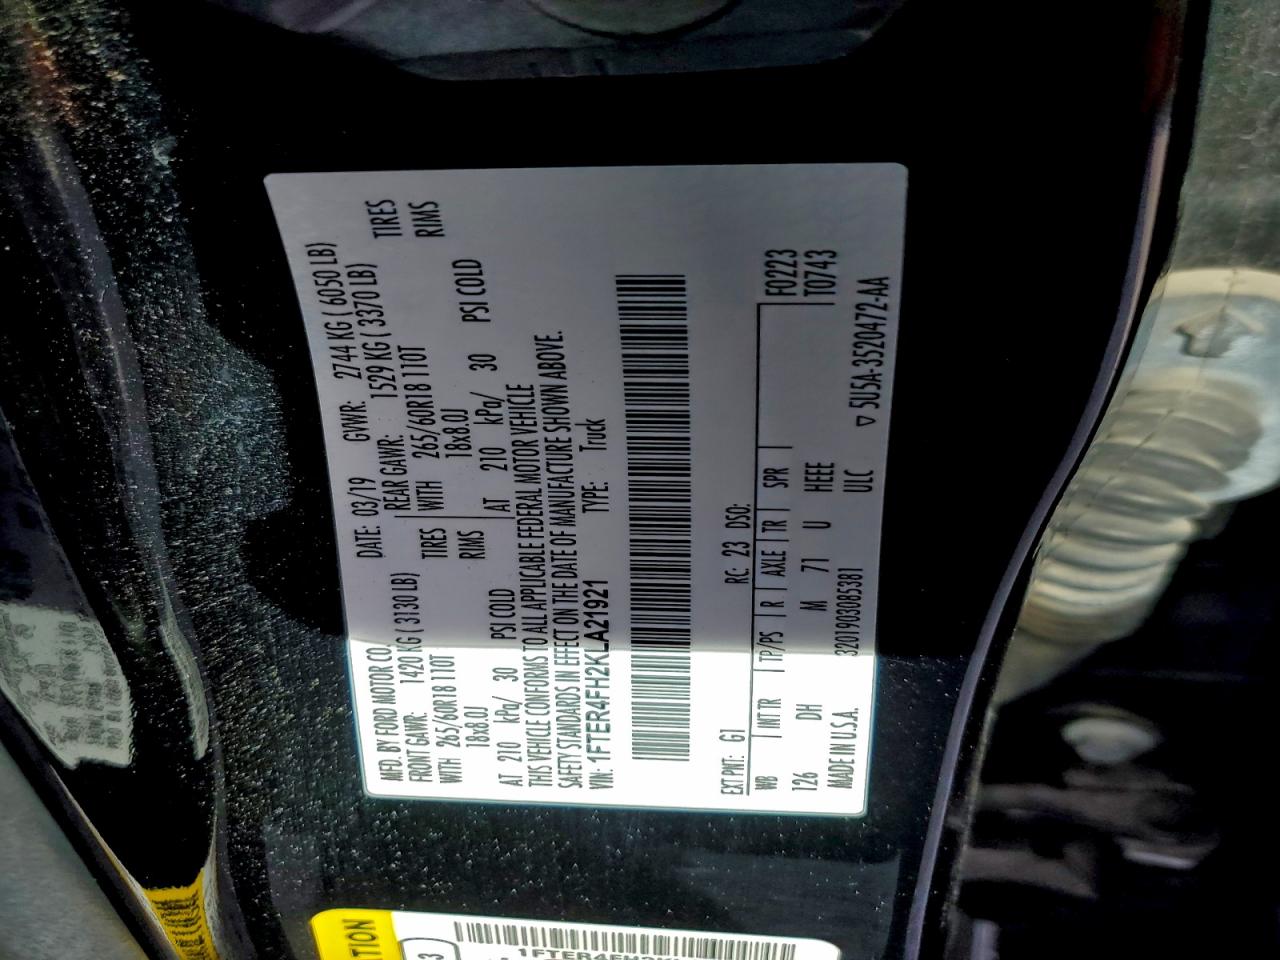 MFD. BY FORD MOTOR CO. DATE: 03/19 GVWR: 2744 KG ( 6050 LB)
FRONT GAWR: 1420 KG ( 3130 LB) REAR GAWR: 1529 KG ( 3370 LB)
WITH 265/60R18 110T TIRES WITH 265/60R18 110T TIRES
18x8.0J RIMS 18x8.0J RIMS
AT 210 kPa/ 30 PSI COLD AT 210 kPa/ 30 PSI COLD
THIS VEHICLE CONFORMS TO ALL APPLICABLE FEDERAL MOTOR VEHICLE
SAFETY STANDARDS IN EFFECT ON THE DATE OF MANUFACTURE SHOWN ABOVE.
VIN: 1FTER4FH2KLA21921 TYPE: Truck
F0223
T0743
EXT PNT: G1 RC: 23 DSO:
WB INT TR TP/PS R AXLE TR SPR
126 DH M 71 U HEEE
MADE IN U.S.A. 320190308538​1 ULC ▽ 5U5A-3520472-AA